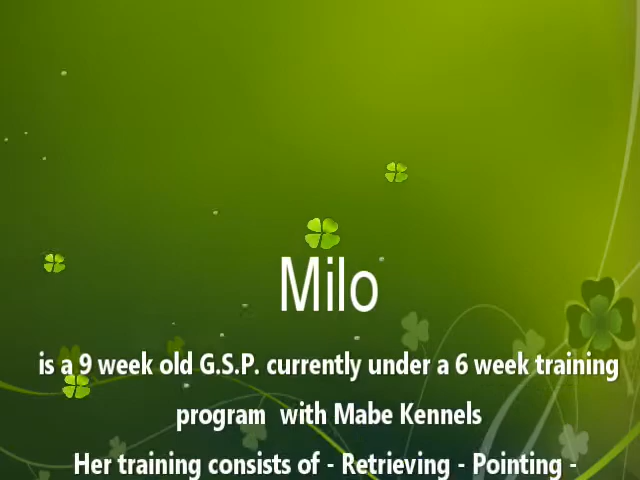 Milo
is a 9 week old G.S.P. currently under a 6 week training
program with Mabe Kennels
Her training consists of - Retrieving - Pointing -